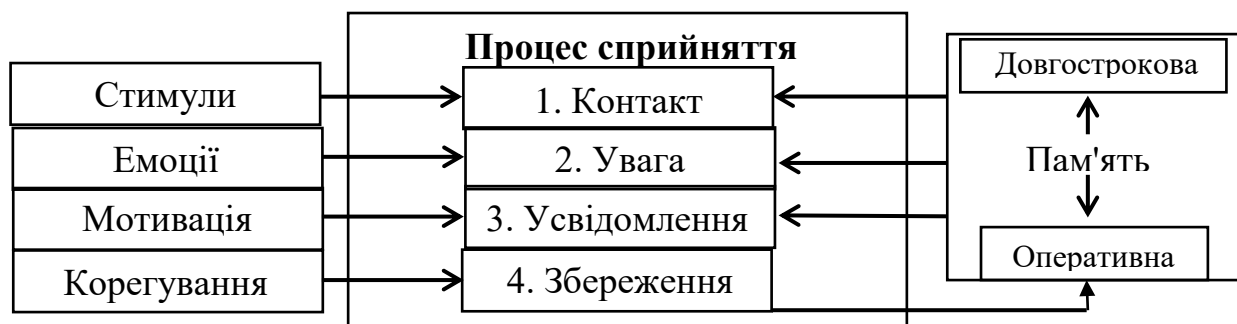 Процес сприйняття
Стимули
1. Контакт
Довгострокова
Емоції
2. Увага
Пам'ять
Мотивація
3. Усвідомлення
Корегування
4. Збереження
Оперативна